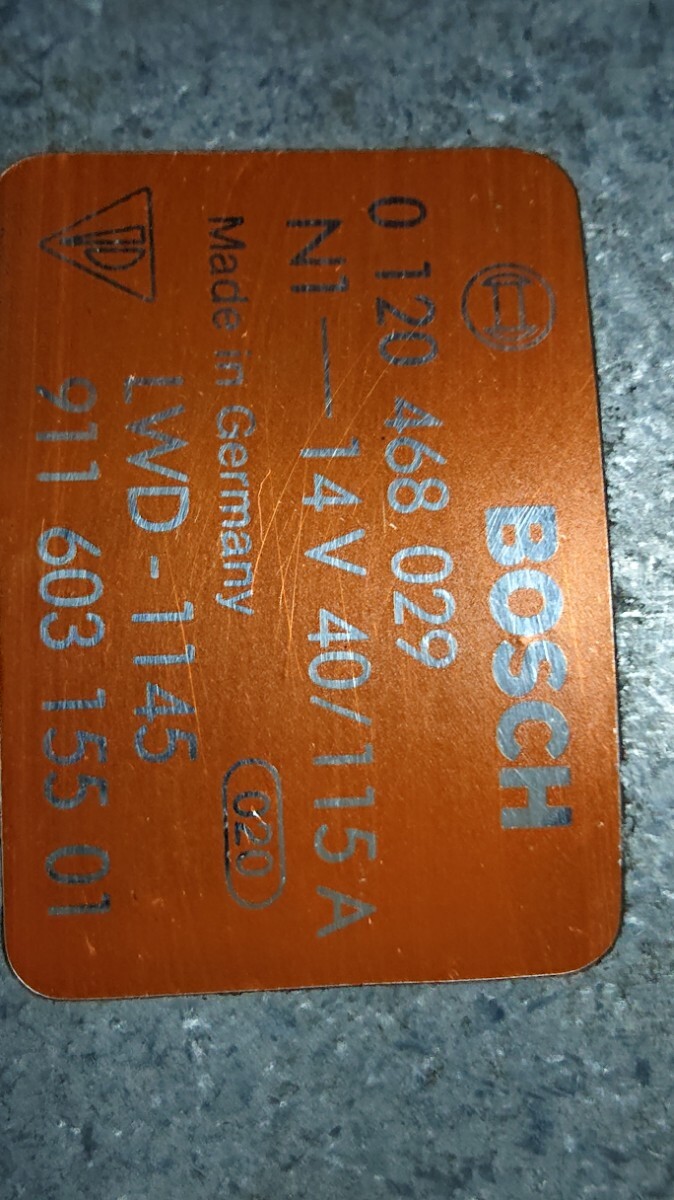 BOSCH
0 120 468 029
N1 — 14 V 40/115 A
Made in Germany 020
LWD-1145
911 603 155 01